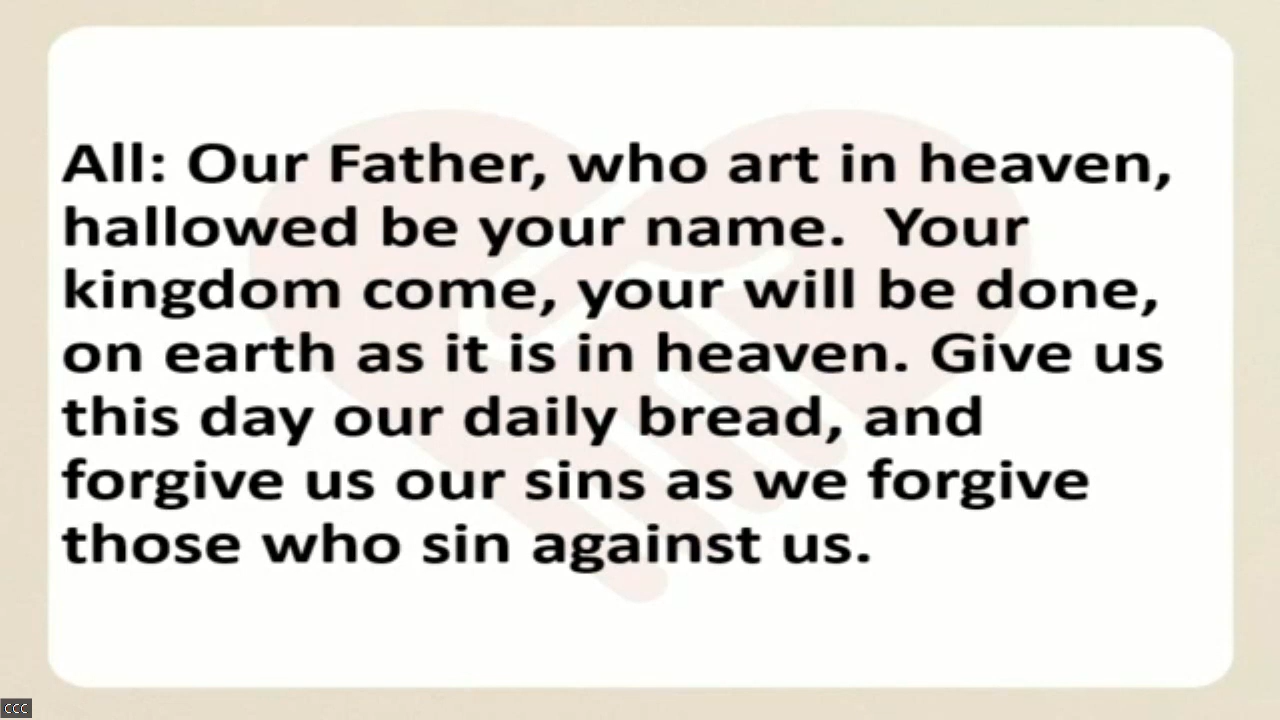 All: Our Father, who art in heaven,
hallowed be your name.  Your
kingdom come, your will be done,
on earth as it is in heaven. Give us
this day our daily bread, and
forgive us our sins as we forgive
those who sin against us.
CCC